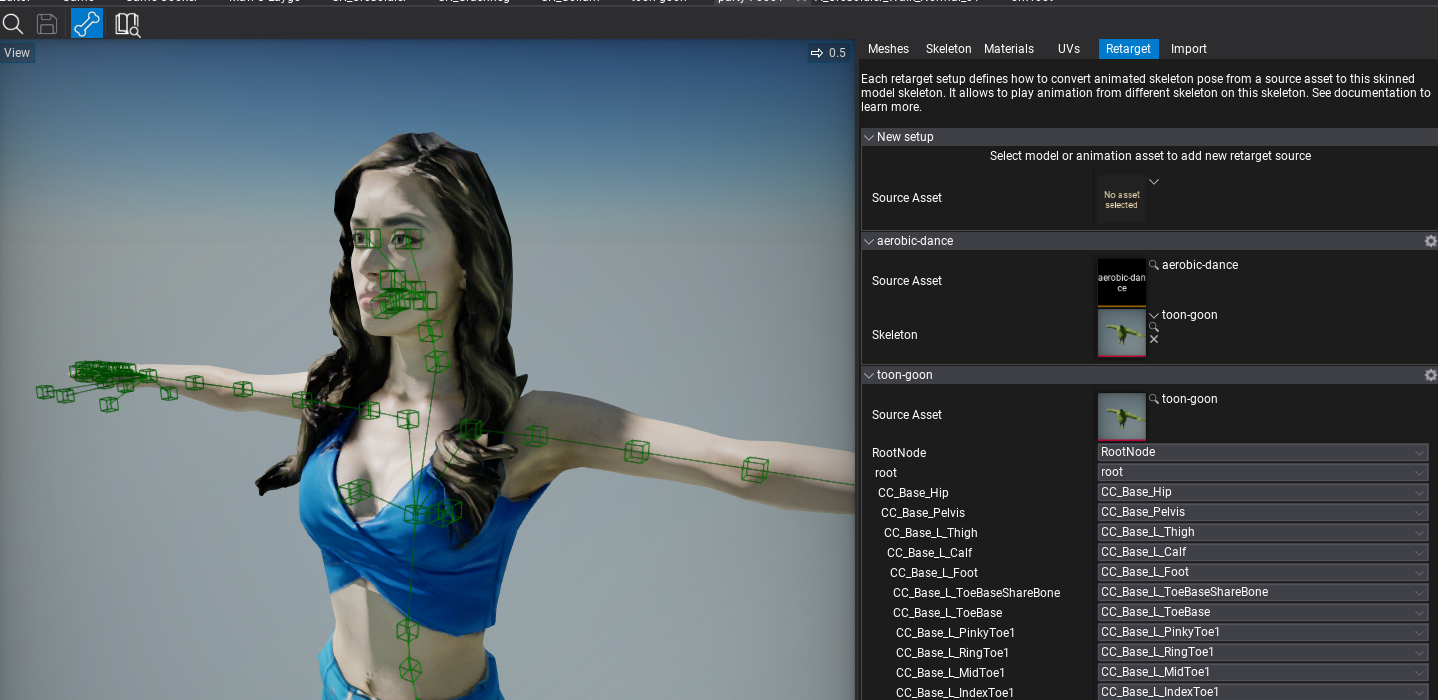 View
0.5
Meshes Skeleton Materials UVs Retarget Import
Each retarget setup defines how to convert animated skeleton pose from a source asset to this skinned
model skeleton. It allows to play animation from different skeleton on this skeleton. See documentation to
learn more.
New setup
Select model or animation asset to add new retarget source
Source Asset
No asset
selected
aerobic-dance
Source Asset
aerobic-dan
ce
aerobic-dance
Skeleton
toon-goon
toon-goon
Source Asset
toon-goon
RootNode RootNode
root root
CC_Base_Hip CC_Base_Hip
CC_Base_Pelvis CC_Base_Pelvis
CC_Base_L_Thigh CC_Base_L_Thigh
CC_Base_L_Calf CC_Base_L_Calf
CC_Base_L_Foot CC_Base_L_Foot
CC_Base_L_ToeBaseShareBone CC_Base_L_ToeBaseShareBone
CC_Base_L_ToeBase CC_Base_L_ToeBase
CC_Base_L_PinkyToe1 CC_Base_L_PinkyToe1
CC_Base_L_RingToe1 CC_Base_L_RingToe1
CC_Base_L_MidToe1 CC_Base_L_MidToe1
CC_Base_L_IndexToe1 CC_Base_L_IndexToe1